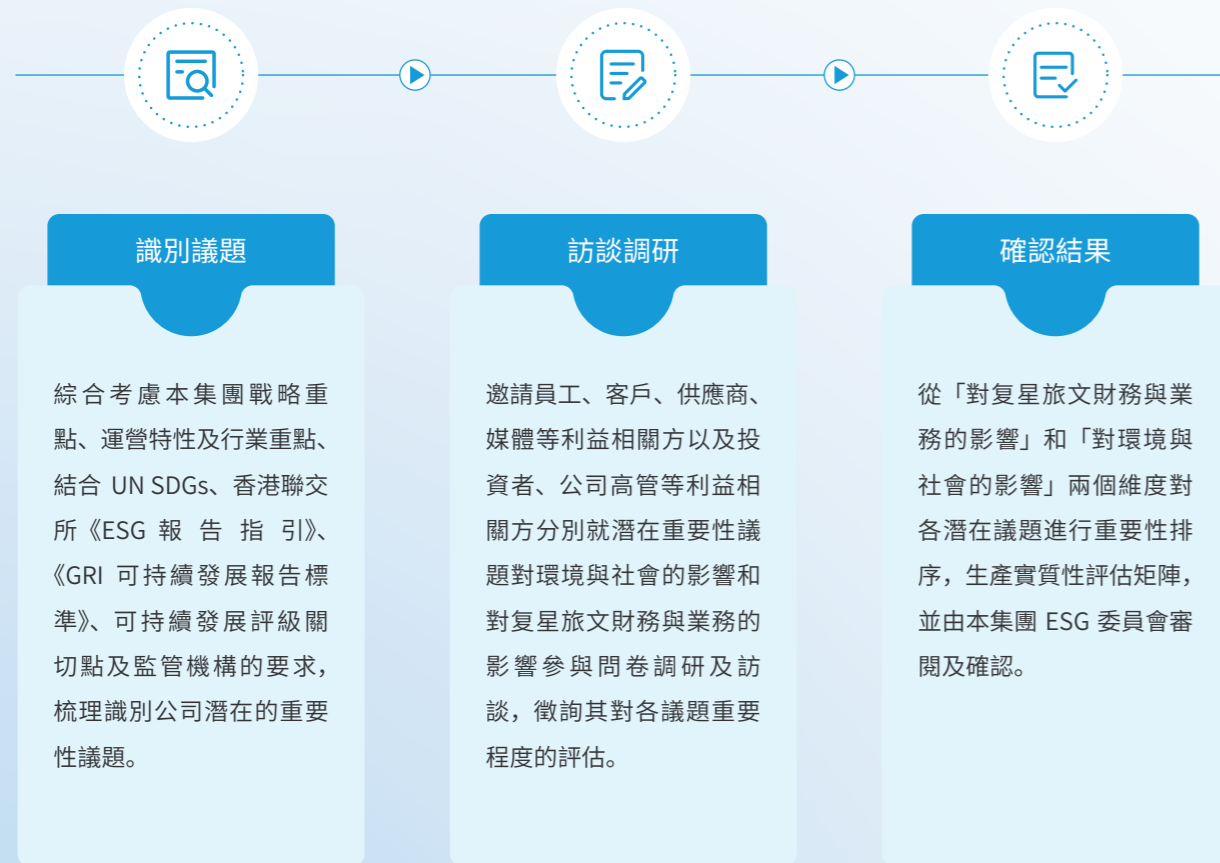 識別議題
綜合考慮本集團戰略重
點、運營特性及行業重點、
結合 UN SDGs、香港聯交
所《ESG 報告指引》、
《GRI 可持續發展報告標
準》、可持續發展評級關
切點及監管機構的要求，
梳理識別公司潛在的重要
性議題。
訪談調研
邀請員工、客戶、供應商、
媒體等利益相關方以及投
資者、公司高管等利益相
關方分別就潛在重要性議
題對環境與社會的影響和
對复星旅文財務與業務的
影響參與問卷調研及訪
談，徵詢其對各議題重要
程度的評估。
確認結果
從「對复星旅文財務與業
務的影響」和「對環境與
社會的影響」兩個維度對
各潛在議題進行重要性排
序，生產實質性評估矩陣，
並由本集團 ESG 委員會審
閱及確認。